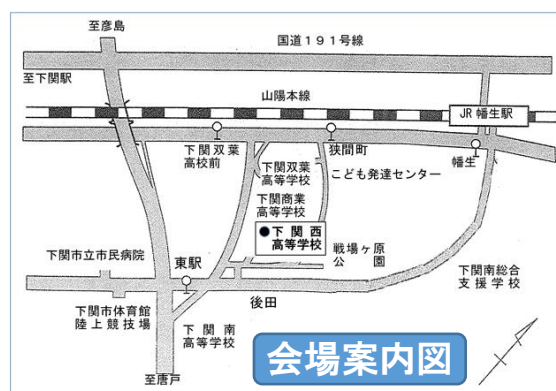 至彦島
国道191号線
至下関駅
山陽本線
JR幡生駅
下関双葉
高校前
狭間町
幡生
下関双葉
高等学校
こども発達センター
下関商業
高等学校
●下関西
高等学校
戦場ヶ原
公園
下関市立市民病院
東駅
後田
下関南総合
支援学校
下関市体育館
陸上競技場
下関南
高等学校
至唐戸
会場案内図